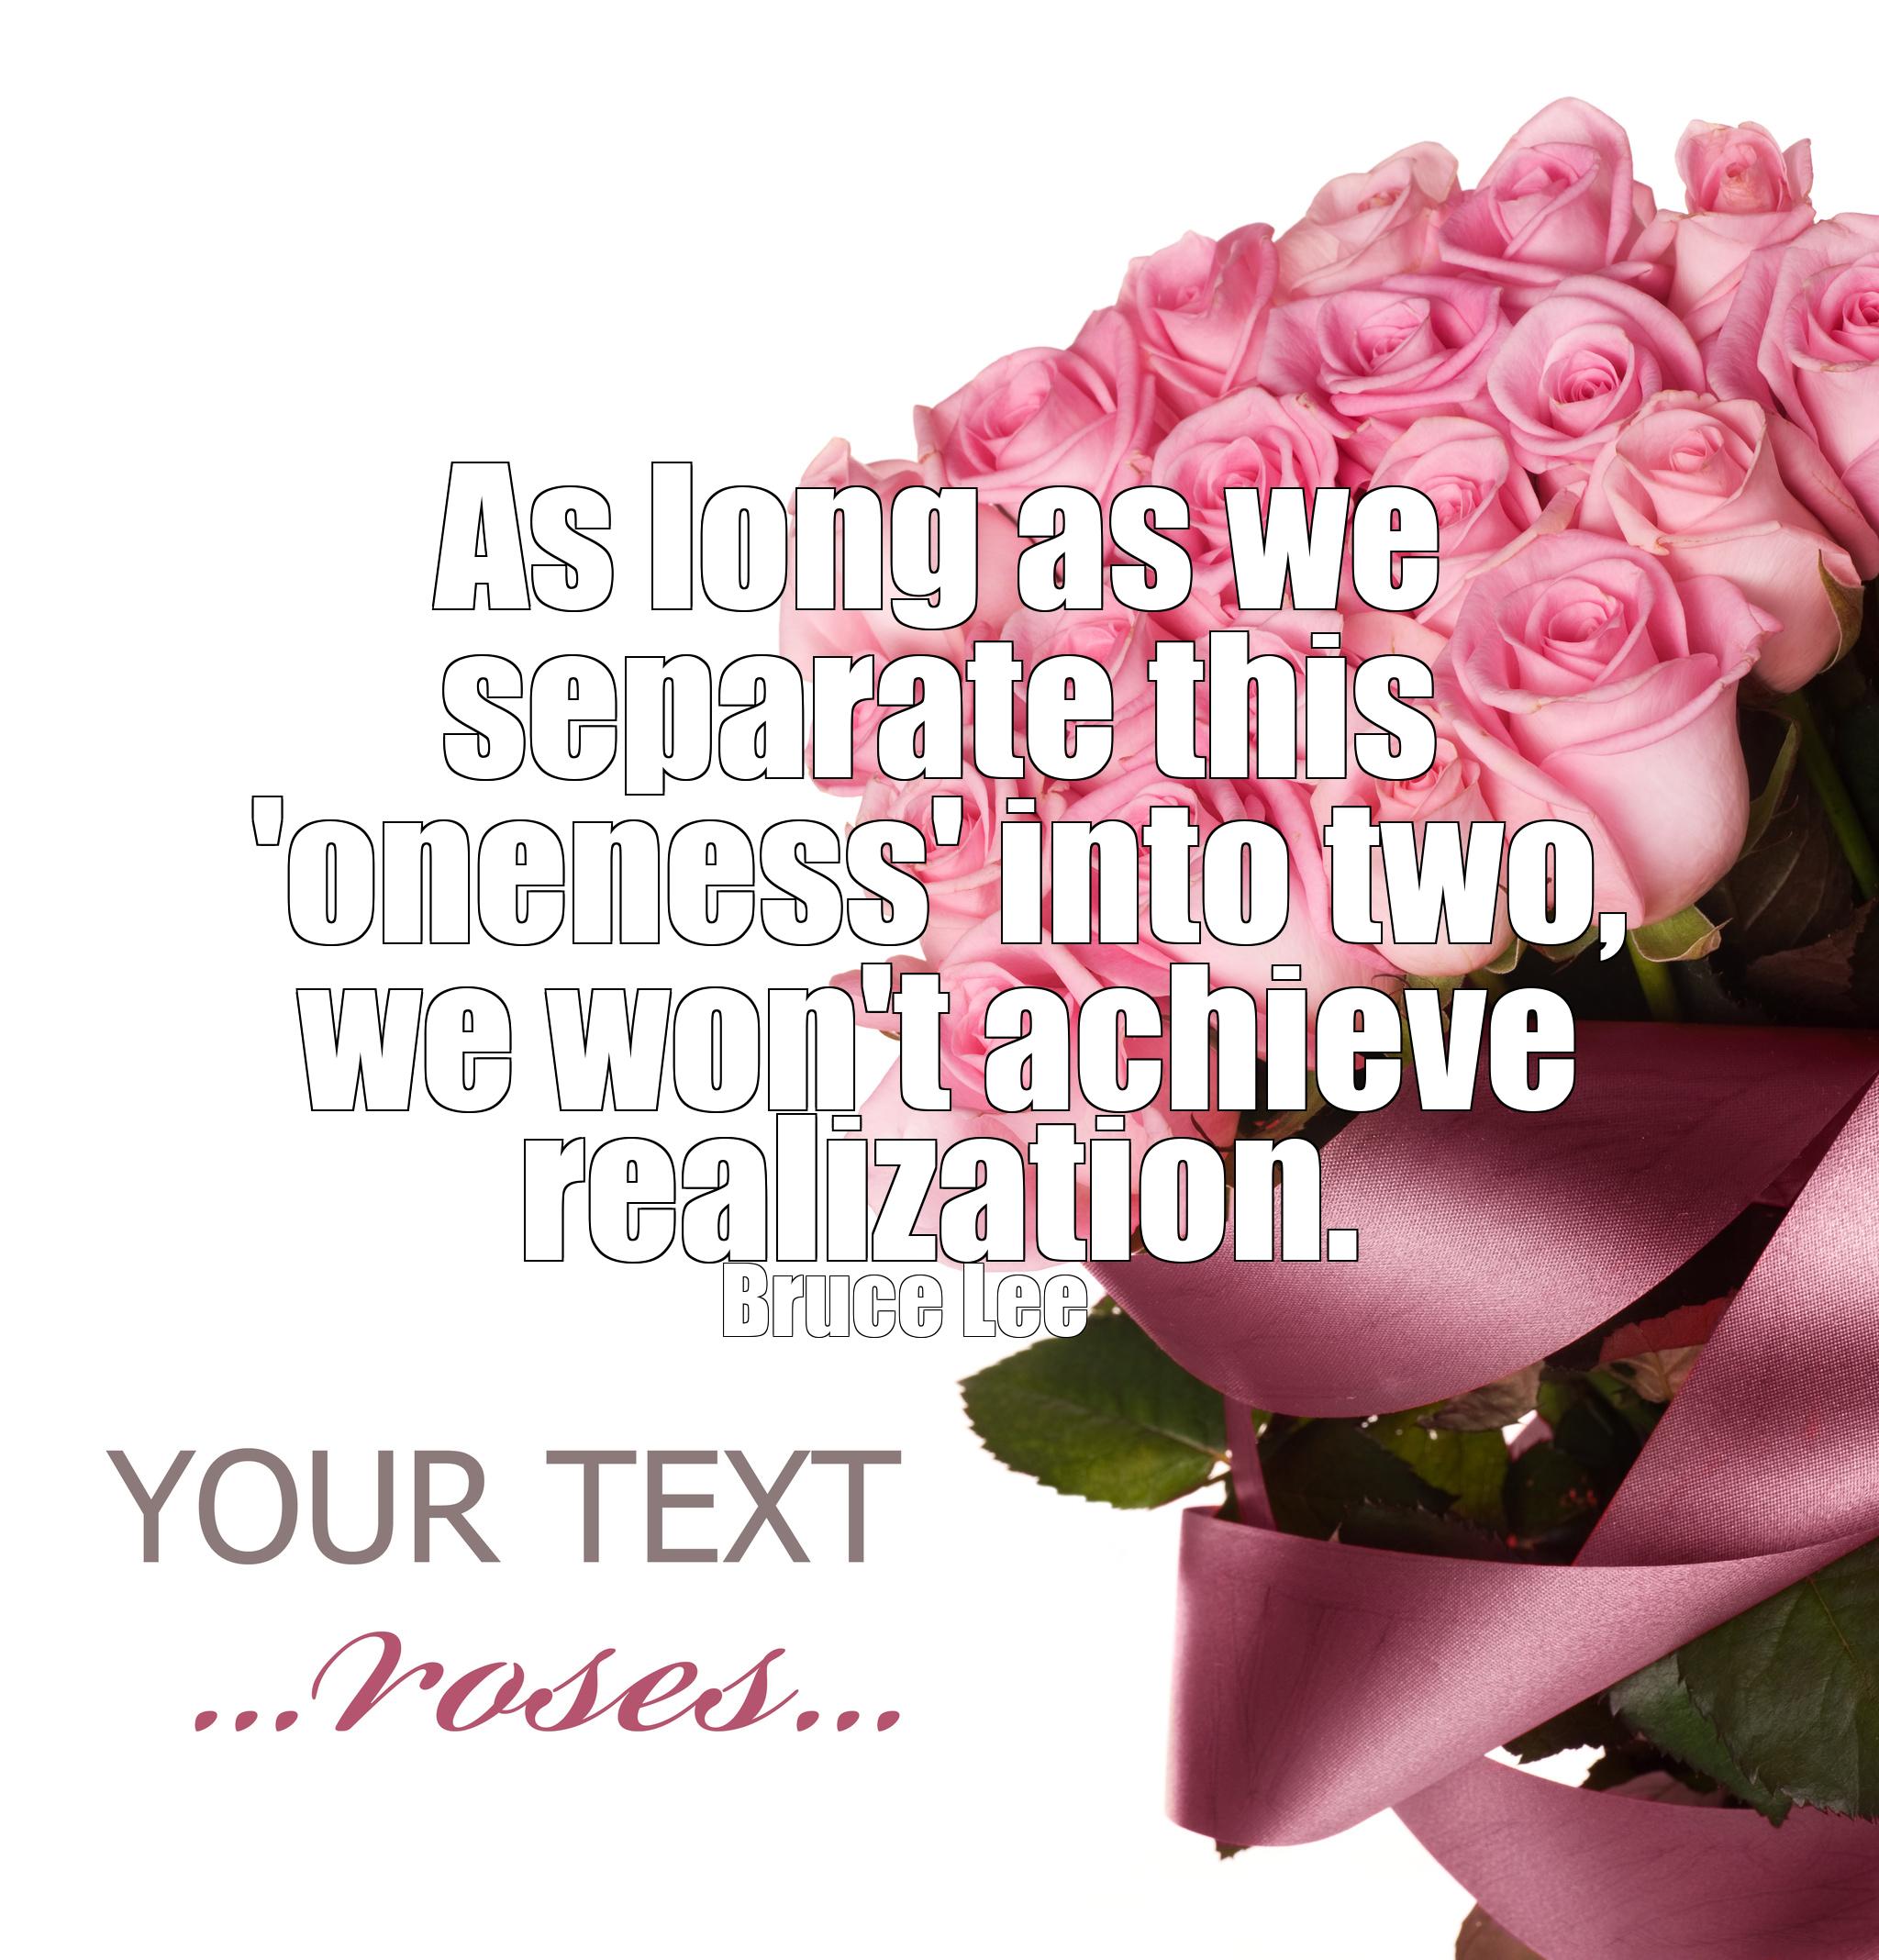 As long as we
separate this
'oneness' into two,
we won't achieve
realization.
Bruce Lee
YOUR TEXT
...roses...